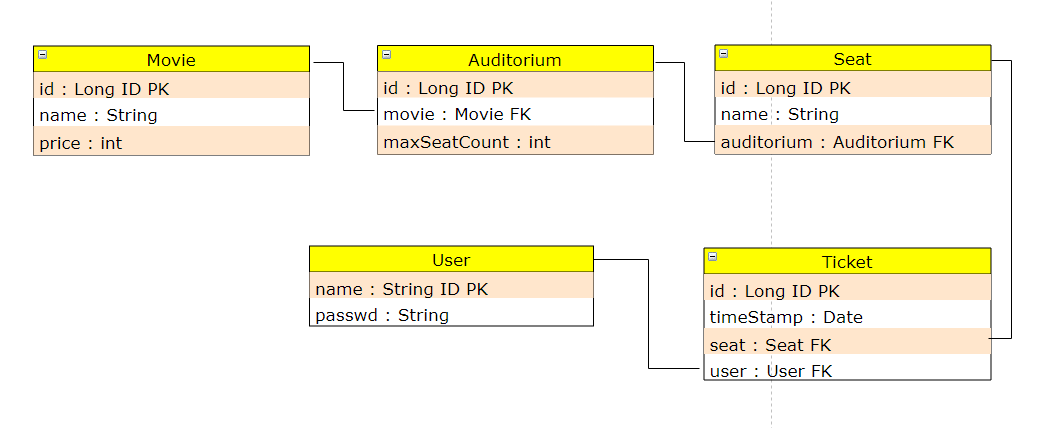 Movie
id : Long ID PK
name : String
price : int
Auditorium
id : Long ID PK
movie : Movie FK
maxSeatCount : int
Seat
id : Long ID PK
name : String
auditorium : Auditorium FK
User
name : String ID PK
passwd : String
Ticket
id : Long ID PK
timeStamp : Date
seat : Seat FK
user : User FK